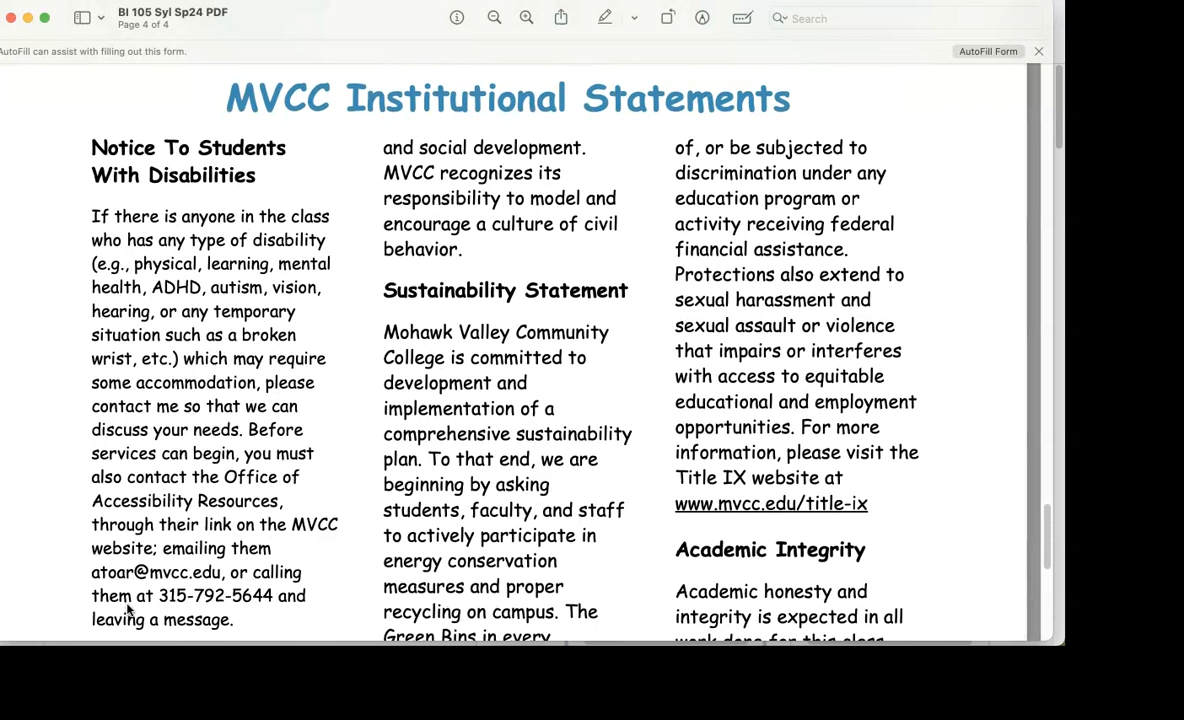 BI 105 Syl Sp24 PDF
Page 4 of 4
Search
AutoFill can assist with filling out this form.
AutoFill Form
MVCC Institutional Statements
Notice To Students
With Disabilities
If there is anyone in the class
who has any type of disability
(e.g., physical, learning, mental
health, ADHD, autism, vision,
hearing, or any temporary
situation such as a broken
wrist, etc.) which may require
some accommodation, please
contact me so that we can
discuss your needs. Before
services can begin, you must
also contact the Office of
Accessibility Resources,
through their link on the MVCC
website; emailing them
atoar@mvcc.edu, or calling
them at 315-792-5644 and
leaving a message.
and social development.
MVCC recognizes its
responsibility to model and
encourage a culture of civil
behavior.
Sustainability Statement
Mohawk Valley Community
College is committed to
development and
implementation of a
comprehensive sustainability
plan. To that end, we are
beginning by asking
students, faculty, and staff
to actively participate in
energy conservation
measures and proper
recycling on campus. The
Green Bins in every
of, or be subjected to
discrimination under any
education program or
activity receiving federal
financial assistance.
Protections also extend to
sexual harassment and
sexual assault or violence
that impairs or interferes
with access to equitable
educational and employment
opportunities. For more
information, please visit the
Title IX website at
www.mvcc.edu/title-ix
Academic Integrity
Academic honesty and
integrity is expected in all
work done for this class